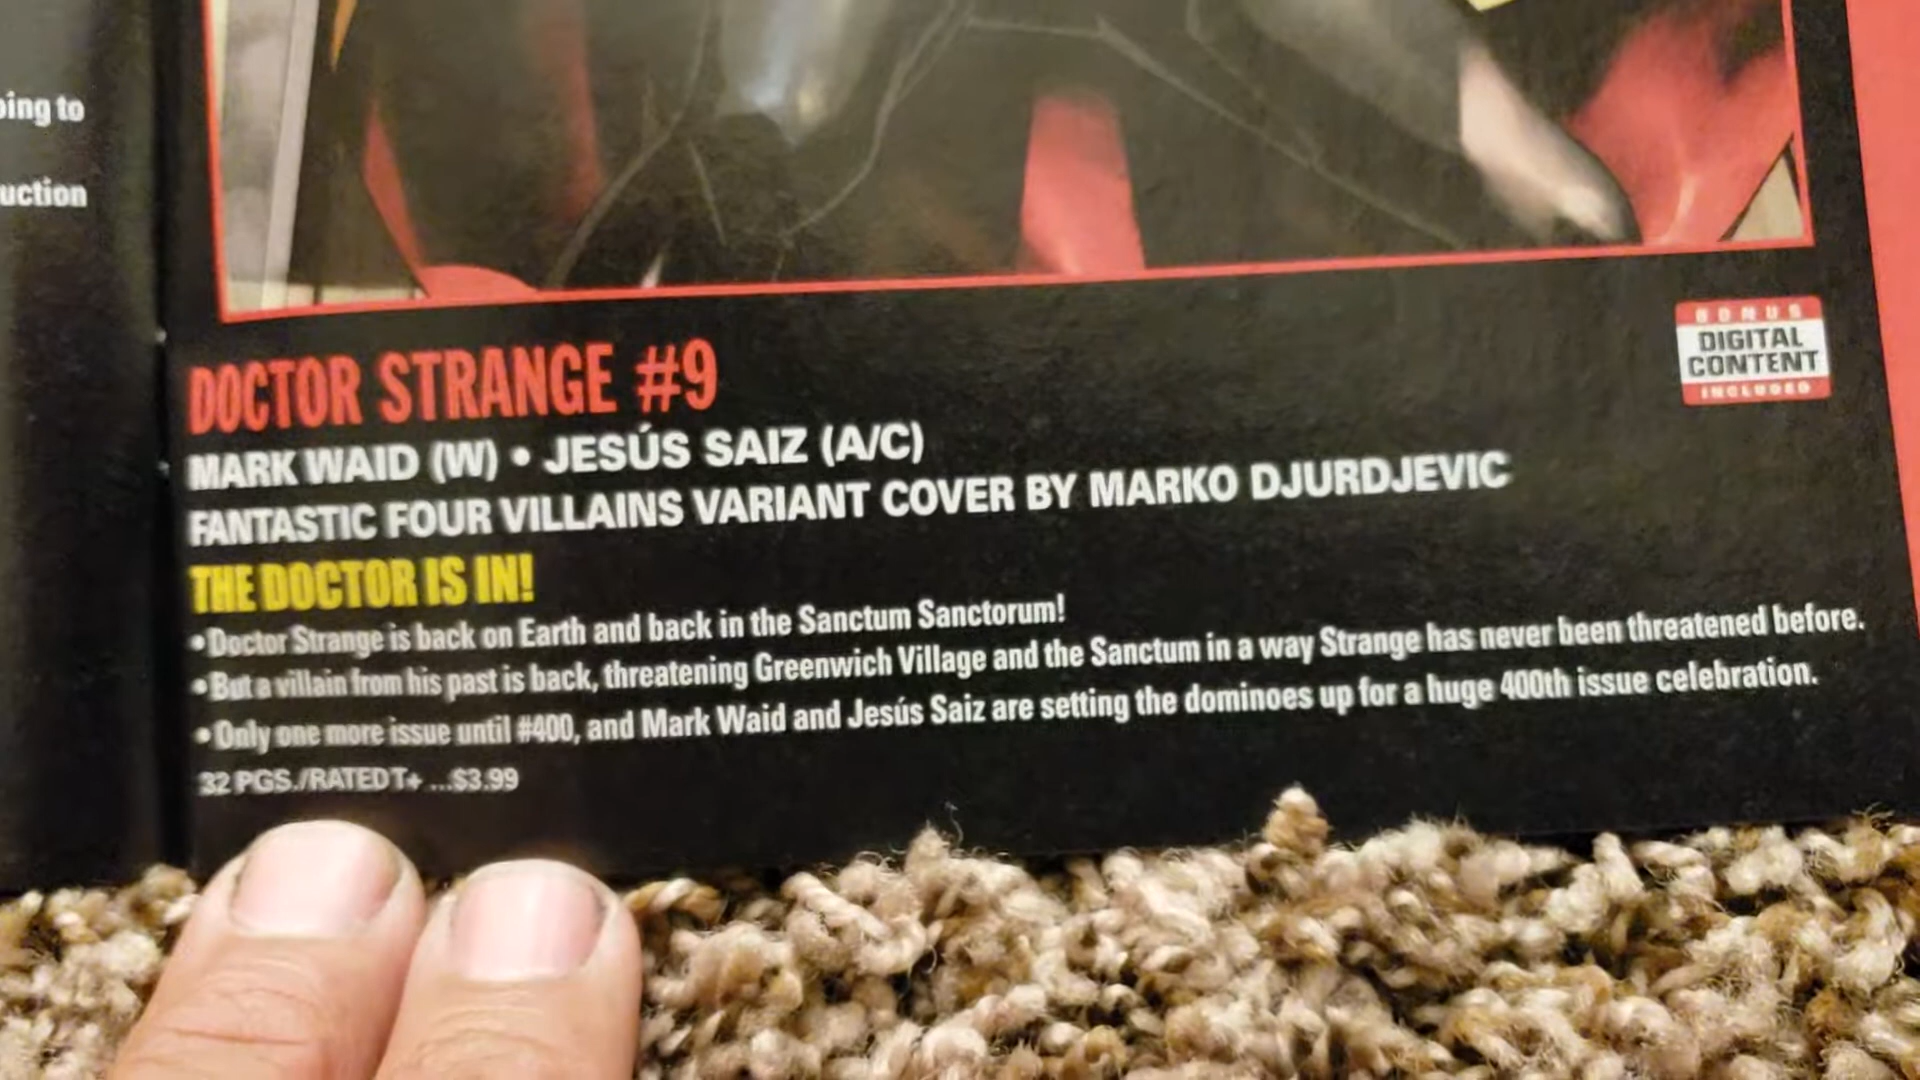 oing to
uction
DOCTOR STRANGE #9
MARK WAID (W) • JESÚS SAIZ (A/C)
FANTASTIC FOUR VILLAINS VARIANT COVER BY MARKO DJURDJEVIC
THE DOCTOR IS IN!
•Doctor Strange is back on Earth and back in the Sanctum Sanctorum!
•But a villain from his past is back, threatening Greenwich Village and the Sanctum in a way Strange has never been threatened before.
•Only one more issue until #400, and Mark Waid and Jesús Saiz are setting the dominoes up for a huge 400th issue celebration.
32 PGS./RATED T+ ...$3.99
BONUS
DIGITAL
CONTENT
INCLUDED